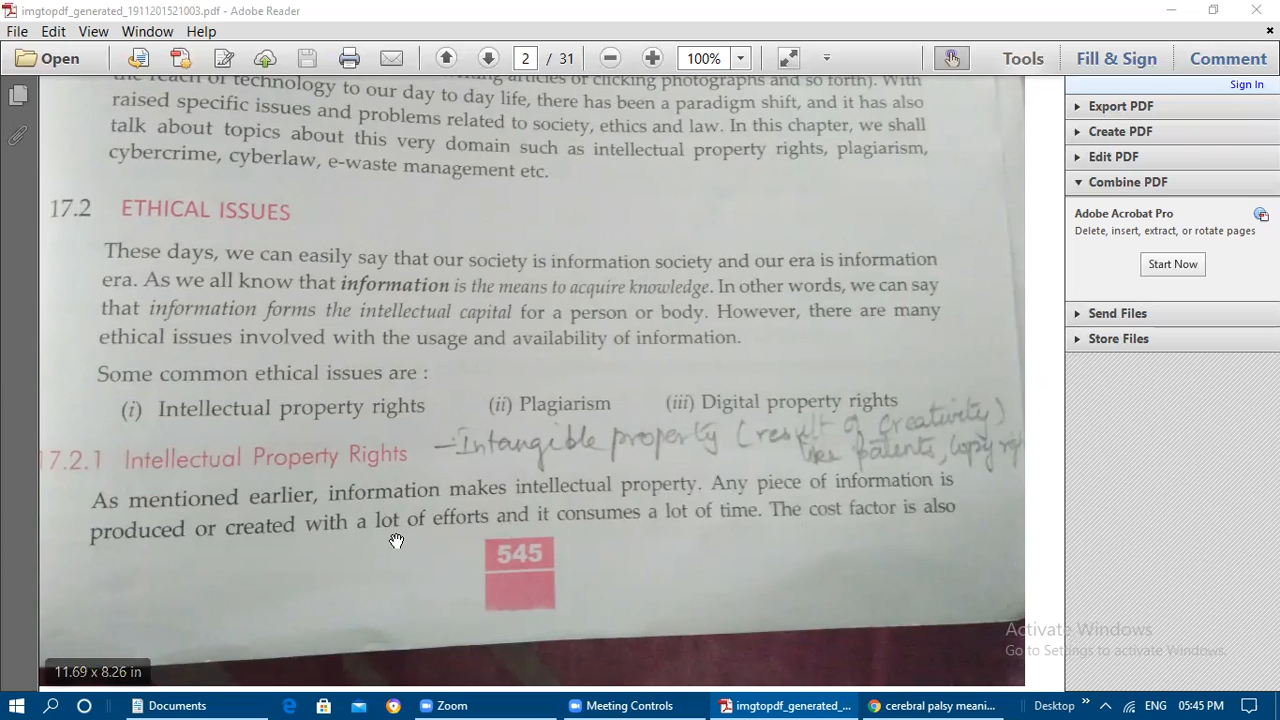 imgtopdf_generated_1911201521003.pdf - Adobe Reader
File Edit View Window Help
Open 2 / 31 100% Tools Fill & Sign Comment
Sign In
Export PDF
Create PDF
Edit PDF
Combine PDF
Adobe Acrobat Pro
Delete, insert, extract, or rotate pages
Start Now
Send Files
Store Files
the reach of technology to our day to day life, articles or clicking photographs and so forth). With
raised specific issues and problems there has been a paradigm shift, and it has also
talk about topics about this very related to society, ethics and law. In this chapter, we shall
cybercrime, cyberlaw, e-waste management etc. domain such as intellectual property rights, plagiarism,
17.2 ETHICAL ISSUES
These days, we can easily say that our society is information society and our era is information
era. As we all know that information is the means to acquire knowledge. In other words, we can say
that information forms the intellectual capital for a person or body. However, there are many
ethical issues involved with the usage and availability of information.
Some common ethical issues are :
(i) Intellectual property rights (ii) Plagiarism (iii) Digital property rights
17.2.1 Intellectual Property Rights – Intangible property (result of creativity)
like patents, copy
As mentioned earlier, information makes intellectual property. Any piece of information is
produced or created with a lot of efforts and it consumes a lot of time. The cost factor is also
545
11.69 x 8.26 in
Activate Windows
Go to Settings to activate Windows.
Documents Zoom Meeting Controls imgtopdf_generated_... cerebral palsy meani... Desktop » ENG 05:45 PM